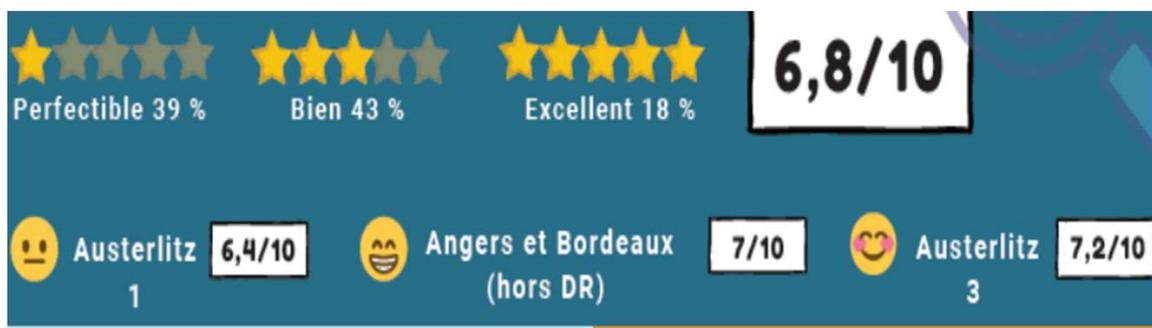 6,8/10
Perfectible 39 %
Bien 43 %
Excellent 18 %
Austerlitz
1
6,4/10
Angers et Bordeaux
(hors DR)
7/10
Austerlitz
3
7,2/10